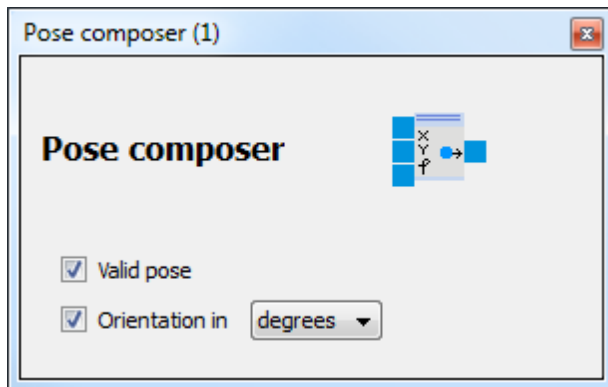 Pose composer (1)
Pose composer
X
Y
φ
Valid pose
Orientation in degrees